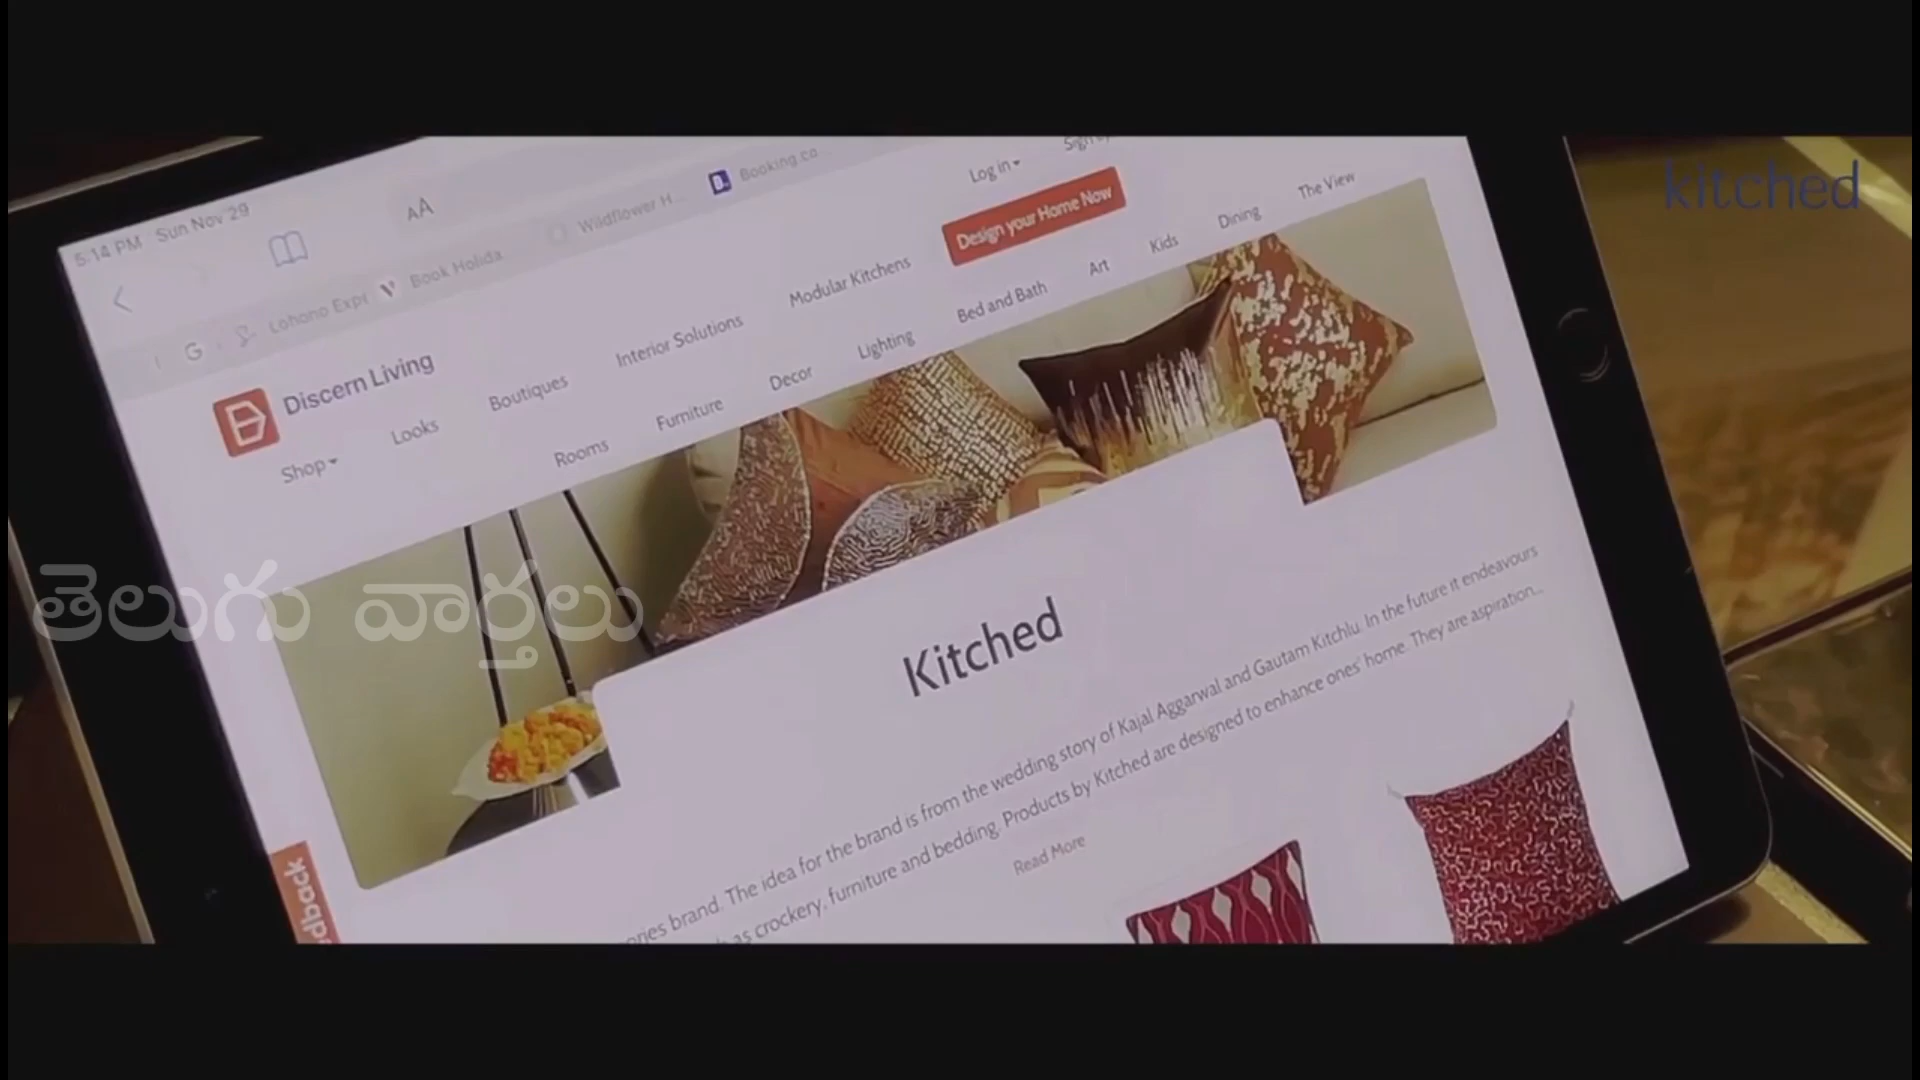 kitched
5:14 PM Sun Nov 29
AA
Lohono Expe
Book Holida
Wildflower H...
Booking.co...
Log in
Discern Living
Shop
Looks
Boutiques
Interior Solutions
Modular Kitchens
Design your Home Now
Rooms
Furniture
Decor
Lighting
Bed and Bath
Art
Kids
Dining
The View
తెలుగు వార్తలు
Kitched
ories brand. The idea for the brand is from the wedding story of Kajal Aggarwal and Gautam Kitchlu. In the future it endeavours
as crockery, furniture and bedding. Products by Kitched are designed to enhance ones' home. They are aspiration...
Read More
dback